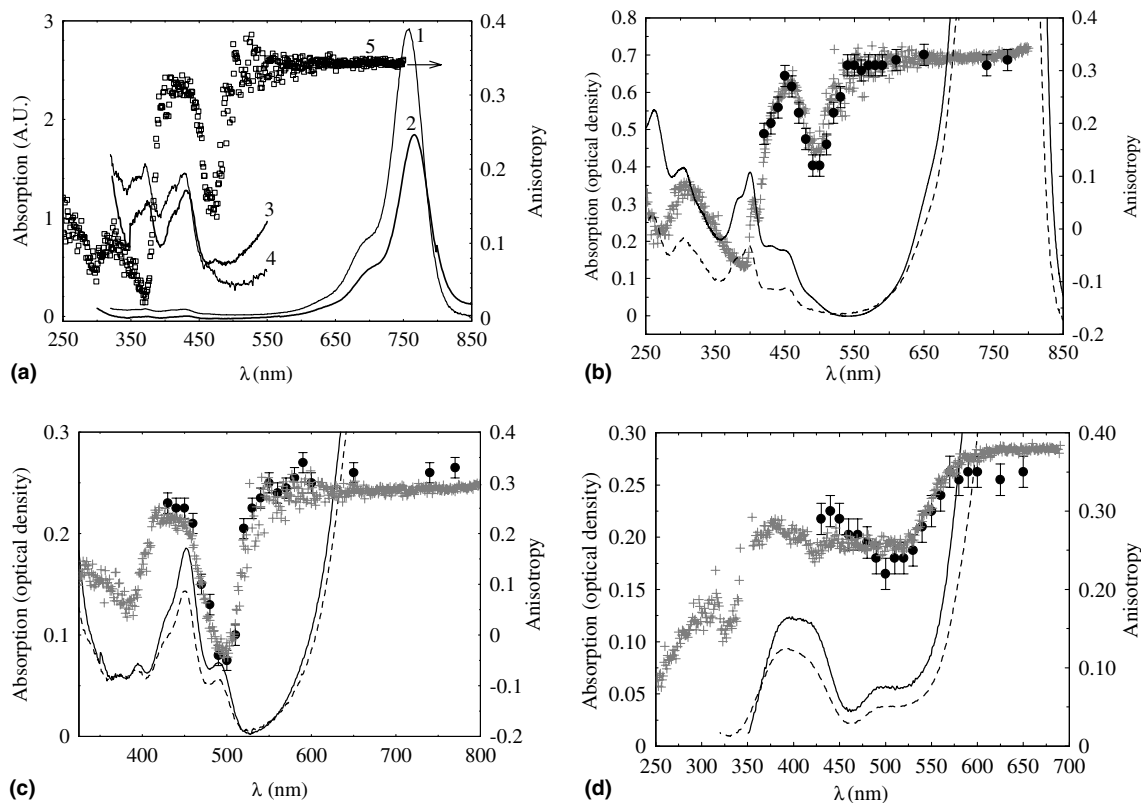 3
2
1
0
Absorption (A.U.)
250 350 450 550 650 750 850
λ (nm)
0.4
0.3
0.2
0.1
0
Anisotropy
1
2
3
4
5
(a)
0.8
0.7
0.6
0.5
0.4
0.3
0.2
0.1
0
Absorption (optical density)
250 350 450 550 650 750 850
λ (nm)
0.4
0.3
0.2
0.1
0
-0.1
-0.2
Anisotropy
(b)
0.3
0.2
0.1
0
Absorption (optical density)
400 500 600 700 800
λ (nm)
0.4
0.3
0.2
0.1
0
-0.1
-0.2
Anisotropy
(c)
0.30
0.25
0.20
0.15
0.10
0.05
0
Absorption (optical density)
250 300 350 400 450 500 550 600 650 700
λ (nm)
0.40
0.30
0.20
0.10
0
Anisotropy
(d)